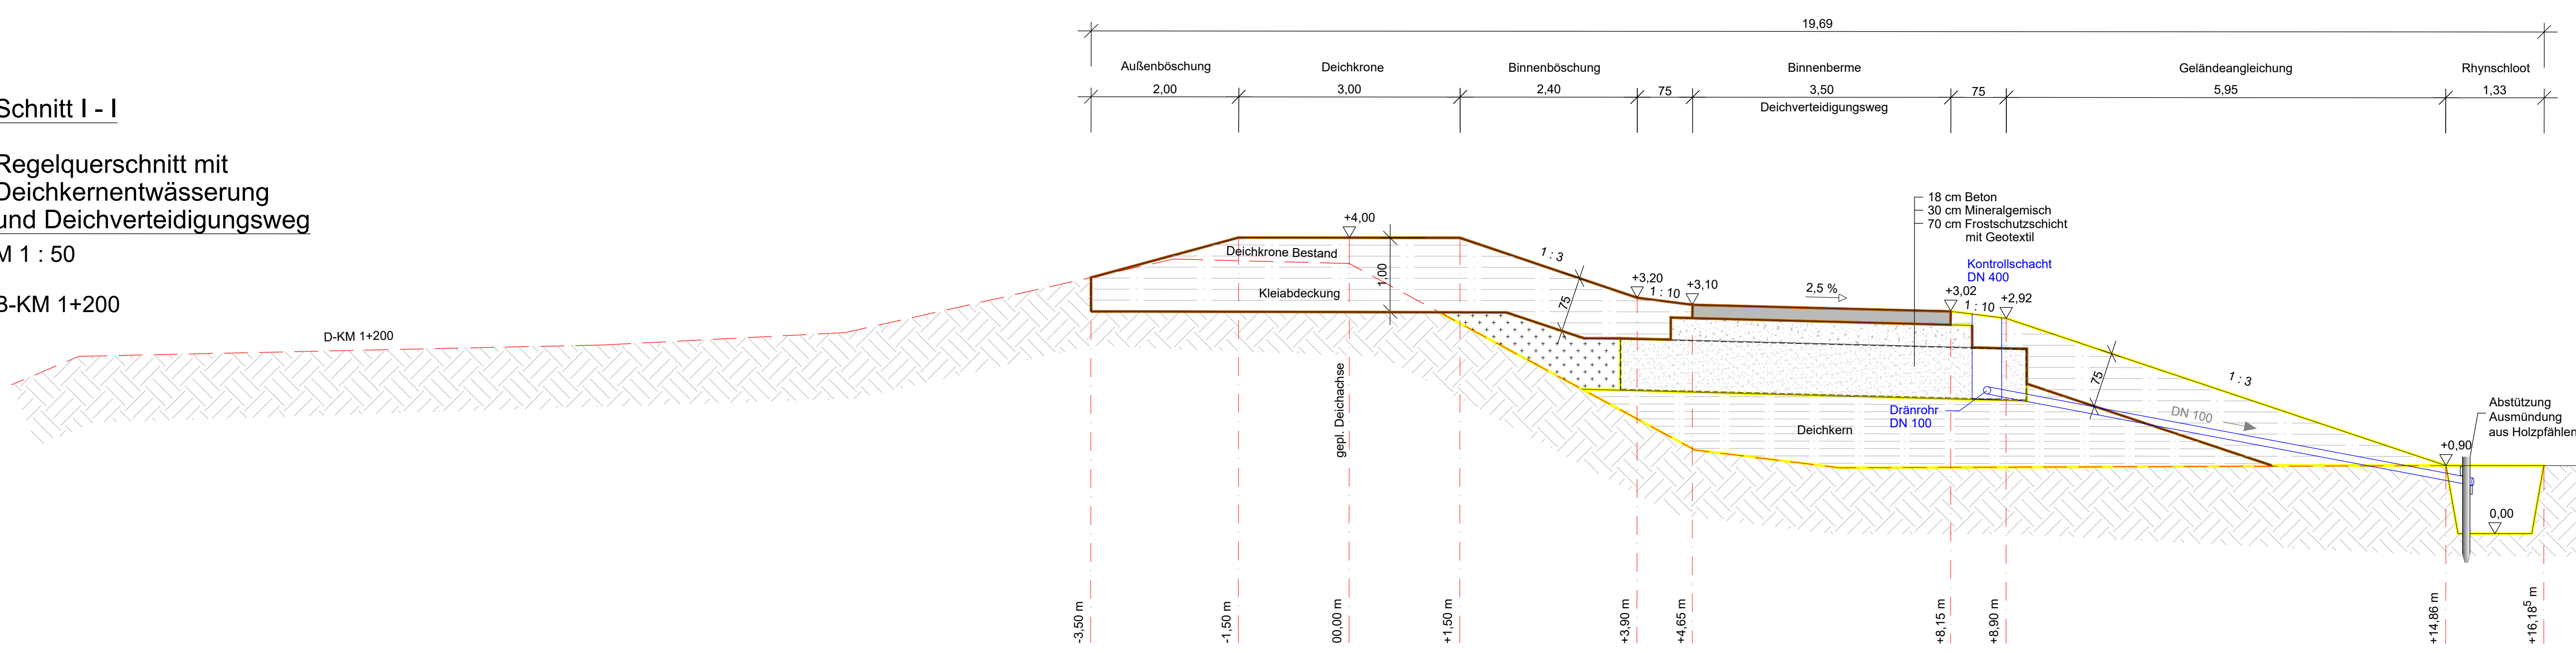 Schnitt I - I
Regelquerschnitt mit
Deichkernentwässerung
und Deichverteidigungsweg
M 1 : 50
B-KM 1+200
19,69
Außenböschung
Deichkrone
Binnenböschung
Binnenberme
Geländeangleichung
Rhynschloot
2,00
3,00
2,40
75
3,50
75
5,95
1,33
Deichverteidigungsweg
18 cm Beton
30 cm Mineralgemisch
70 cm Frostschutzschicht
mit Geotextil
Kontrollschacht
DN 400
+4,00
Deichkrone Bestand
1,00
Kleiabdeckung
1 : 3
75
+3,20
1 : 10
+3,10
2,5 %
+3,02
1 : 10
+2,92
D-KM 1+200
gepl. Deichachse
75
1 : 3
Dränrohr
DN 100
DN 100
Deichkern
Abstützung
Ausmündung
aus Holzpfählen
+0,90
0,00
-3,50 m
-1,50 m
00,00 m
+1,50 m
+3,90 m
+4,65 m
+8,15 m
+8,90 m
+14,86 m
+16,18⁵ m